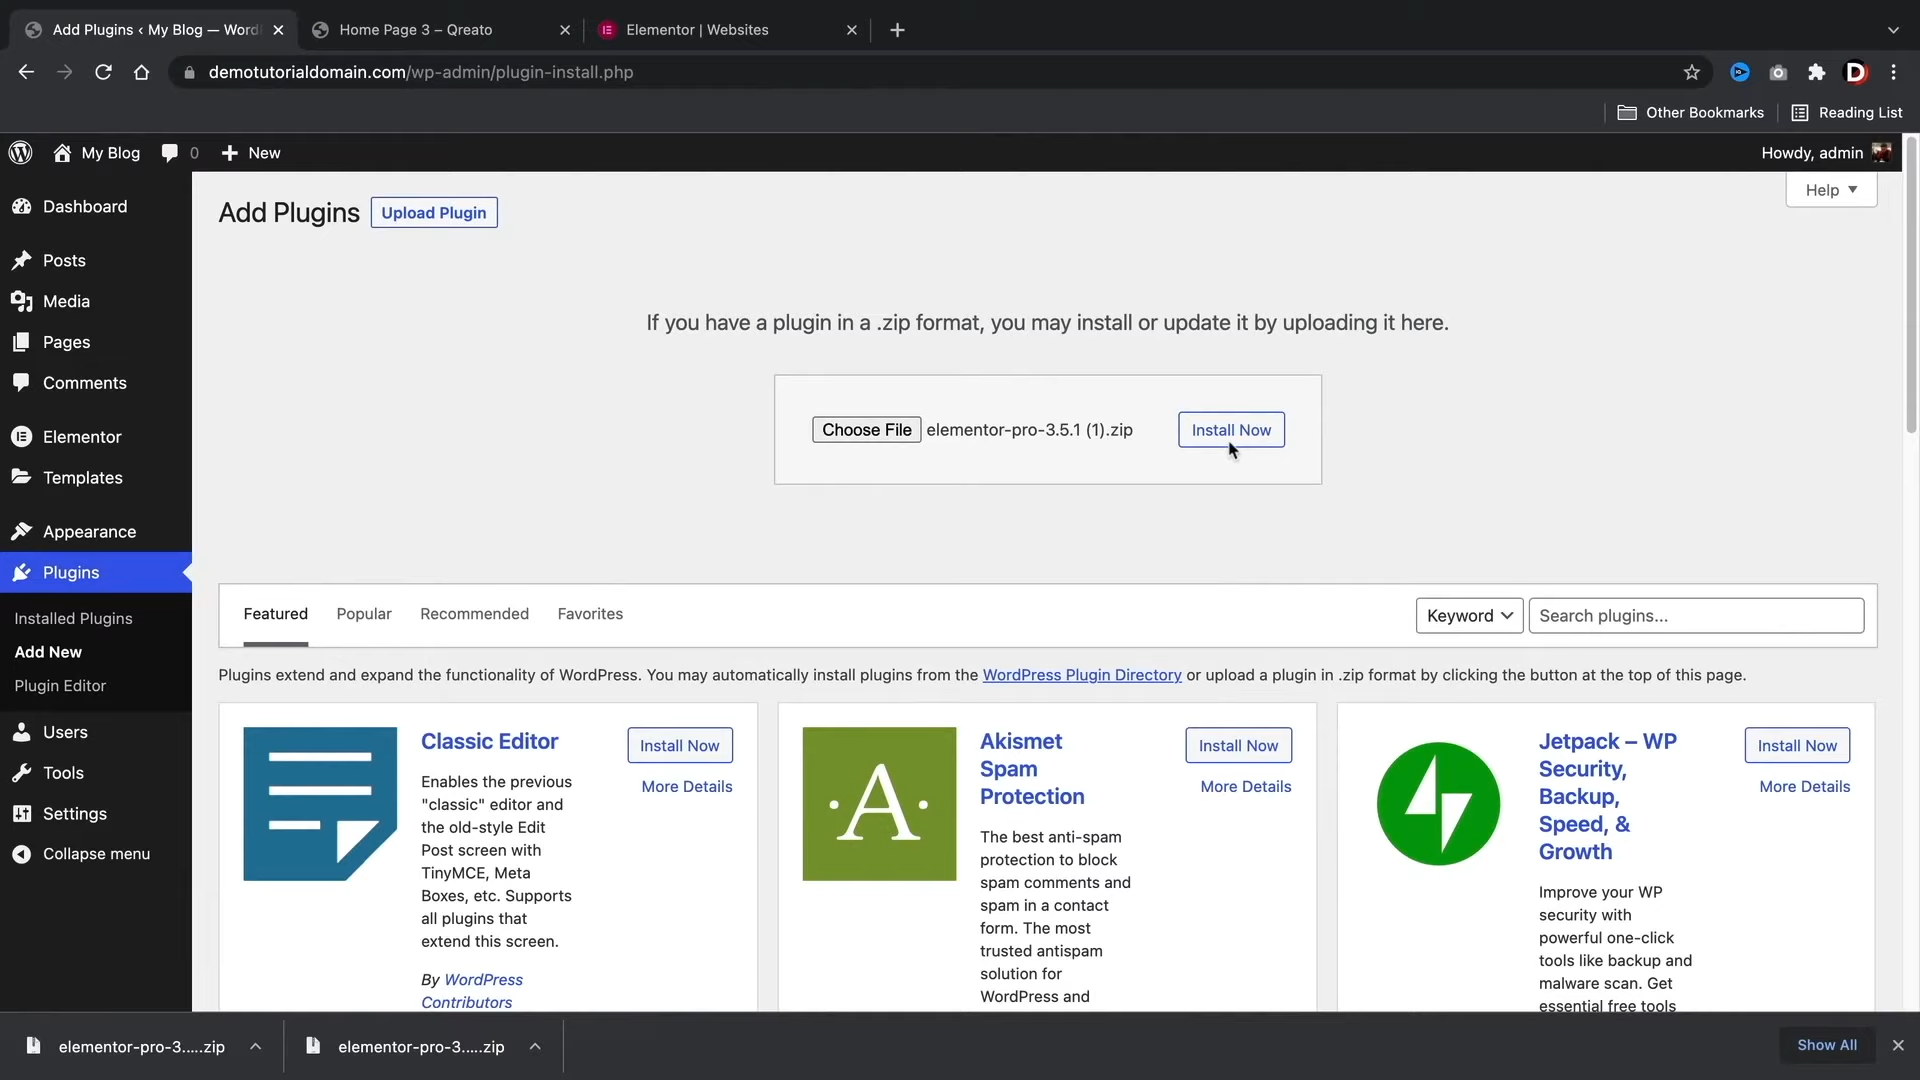 Add Plugins ‹ My Blog — Word
Home Page 3 – Qreato
Elementor | Websites
demotutorialdomain.com/wp-admin/plugin-install.php
Other Bookmarks
Reading List
My Blog
0
New
Howdy, admin
Dashboard
Posts
Media
Pages
Comments
Elementor
Templates
Appearance
Plugins
Installed Plugins
Add New
Plugin Editor
Users
Tools
Settings
Collapse menu
Add Plugins
Upload Plugin
Help
If you have a plugin in a .zip format, you may install or update it by uploading it here.
Choose File elementor-pro-3.5.1 (1).zip
Install Now
Featured
Popular
Recommended
Favorites
Keyword
Search plugins...
Plugins extend and expand the functionality of WordPress. You may automatically install plugins from the WordPress Plugin Directory or upload a plugin in .zip format by clicking the button at the top of this page.
Classic Editor
Install Now
More Details
Enables the previous
"classic" editor and
the old-style Edit
Post screen with
TinyMCE, Meta
Boxes, etc. Supports
all plugins that
extend this screen.
By WordPress
Contributors
A
Akismet
Spam
Protection
Install Now
More Details
The best anti-spam
protection to block
spam comments and
spam in a contact
form. The most
trusted antispam
solution for
WordPress and
Jetpack – WP
Security,
Backup,
Speed, &
Growth
Install Now
More Details
Improve your WP
security with
powerful one-click
tools like backup and
malware scan. Get
essential free tools
elementor-pro-3.....zip
elementor-pro-3.....zip
Show All